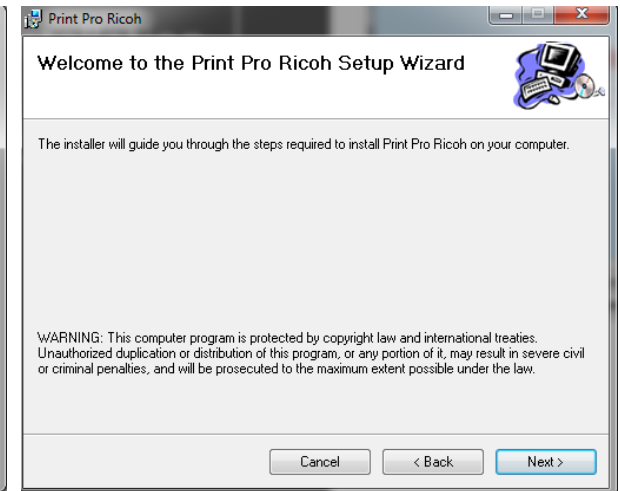 Print Pro Ricoh
Welcome to the Print Pro Ricoh Setup Wizard
The installer will guide you through the steps required to install Print Pro Ricoh on your computer.
WARNING: This computer program is protected by copyright law and international treaties.
Unauthorized duplication or distribution of this program, or any portion of it, may result in severe civil
or criminal penalties, and will be prosecuted to the maximum extent possible under the law.
Cancel
< Back
Next >